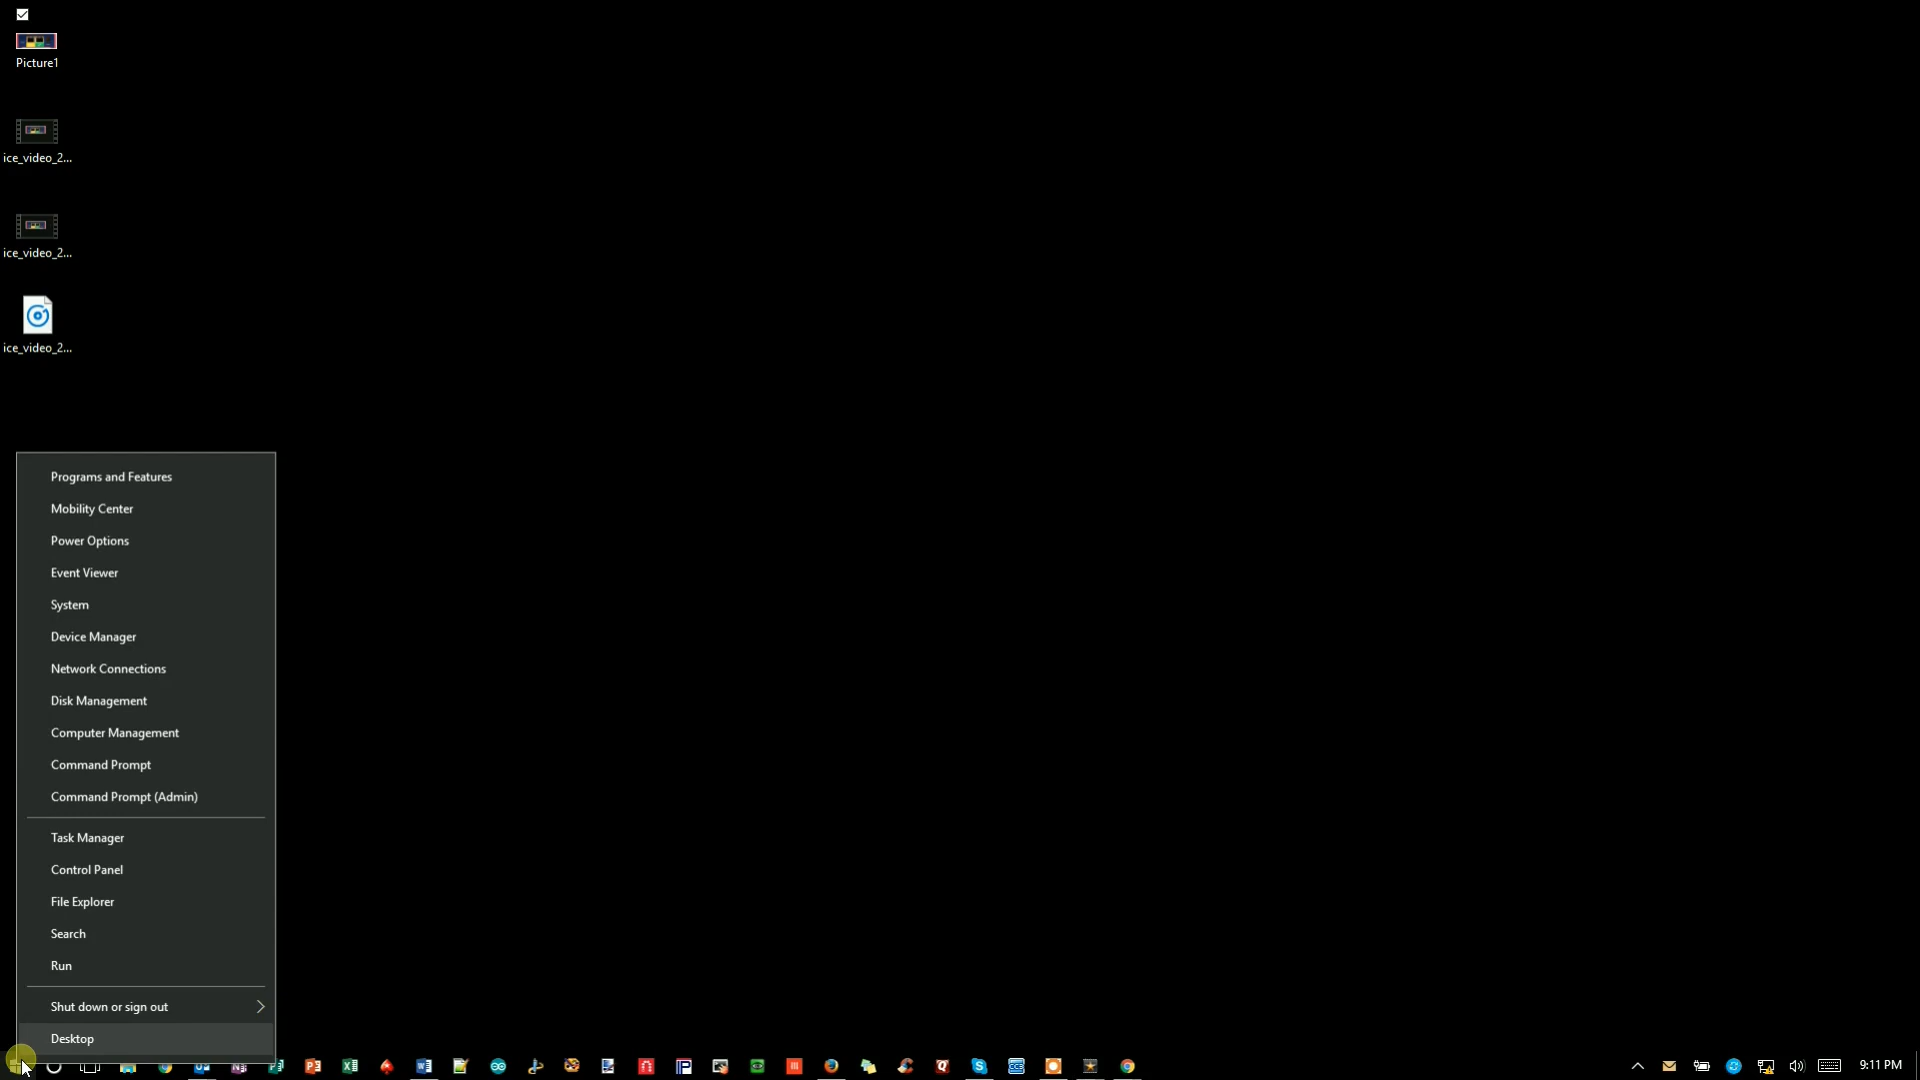 Picture1
ice_video_2...
ice_video_2...
ice_video_2...
Programs and Features
Mobility Center
Power Options
Event Viewer
System
Device Manager
Network Connections
Disk Management
Computer Management
Command Prompt
Command Prompt (Admin)
Task Manager
Control Panel
File Explorer
Search
Run
Shut down or sign out
Desktop
9:11 PM